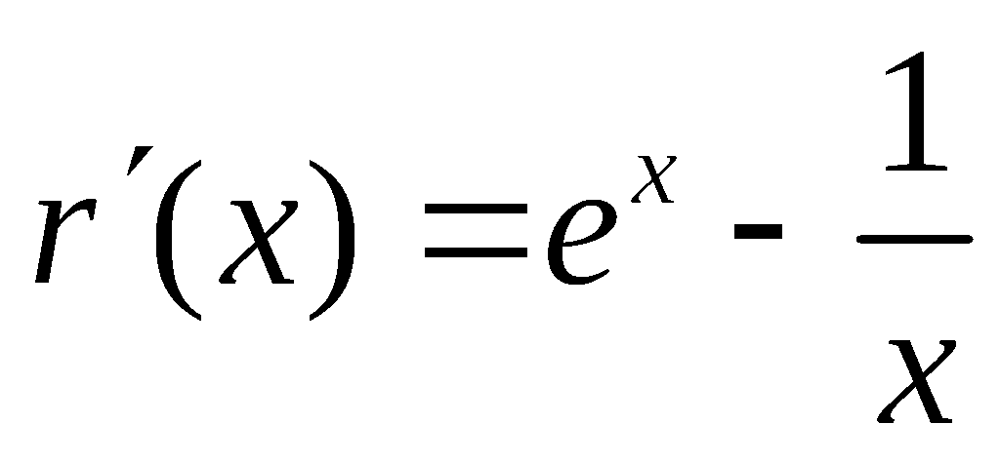 r′(x) = e^x - 1/x